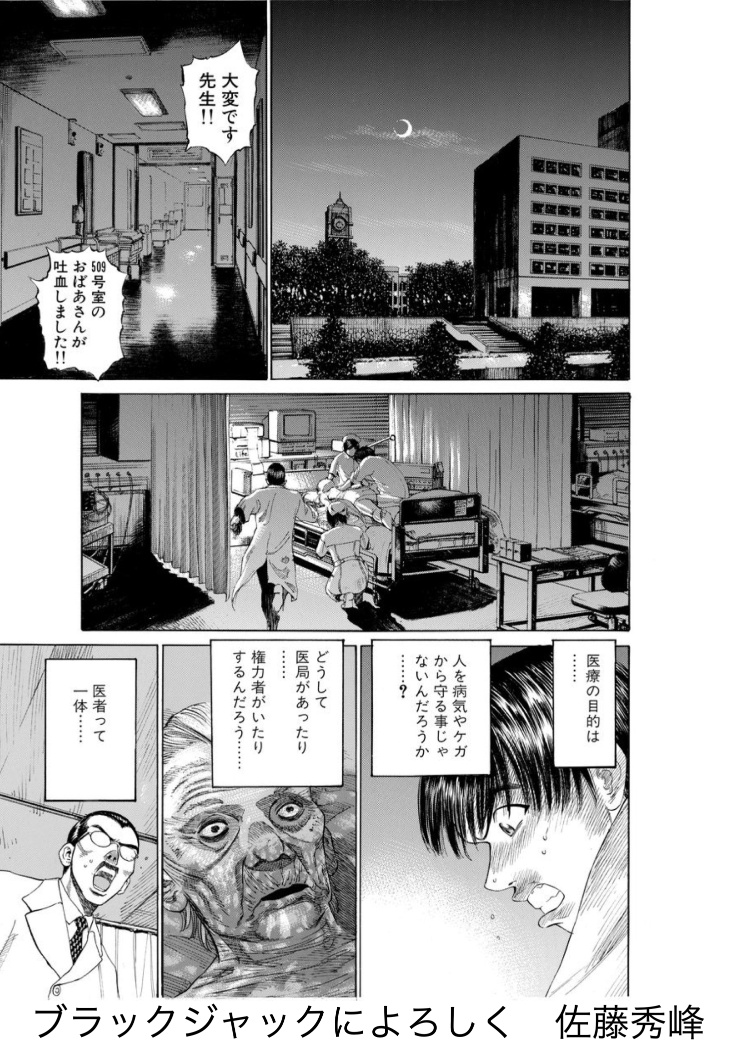 大変です
先生!!
509号室の
おばあさんが
吐血しました!!
医療の目的は
……
人を病気やケガ
から守る事じゃ
ないんだろうか
……?
どうして
医局があったり
……
権力者がいたり
するんだろう……
医者って
一体……
ブラックジャックによろしく　佐藤秀峰